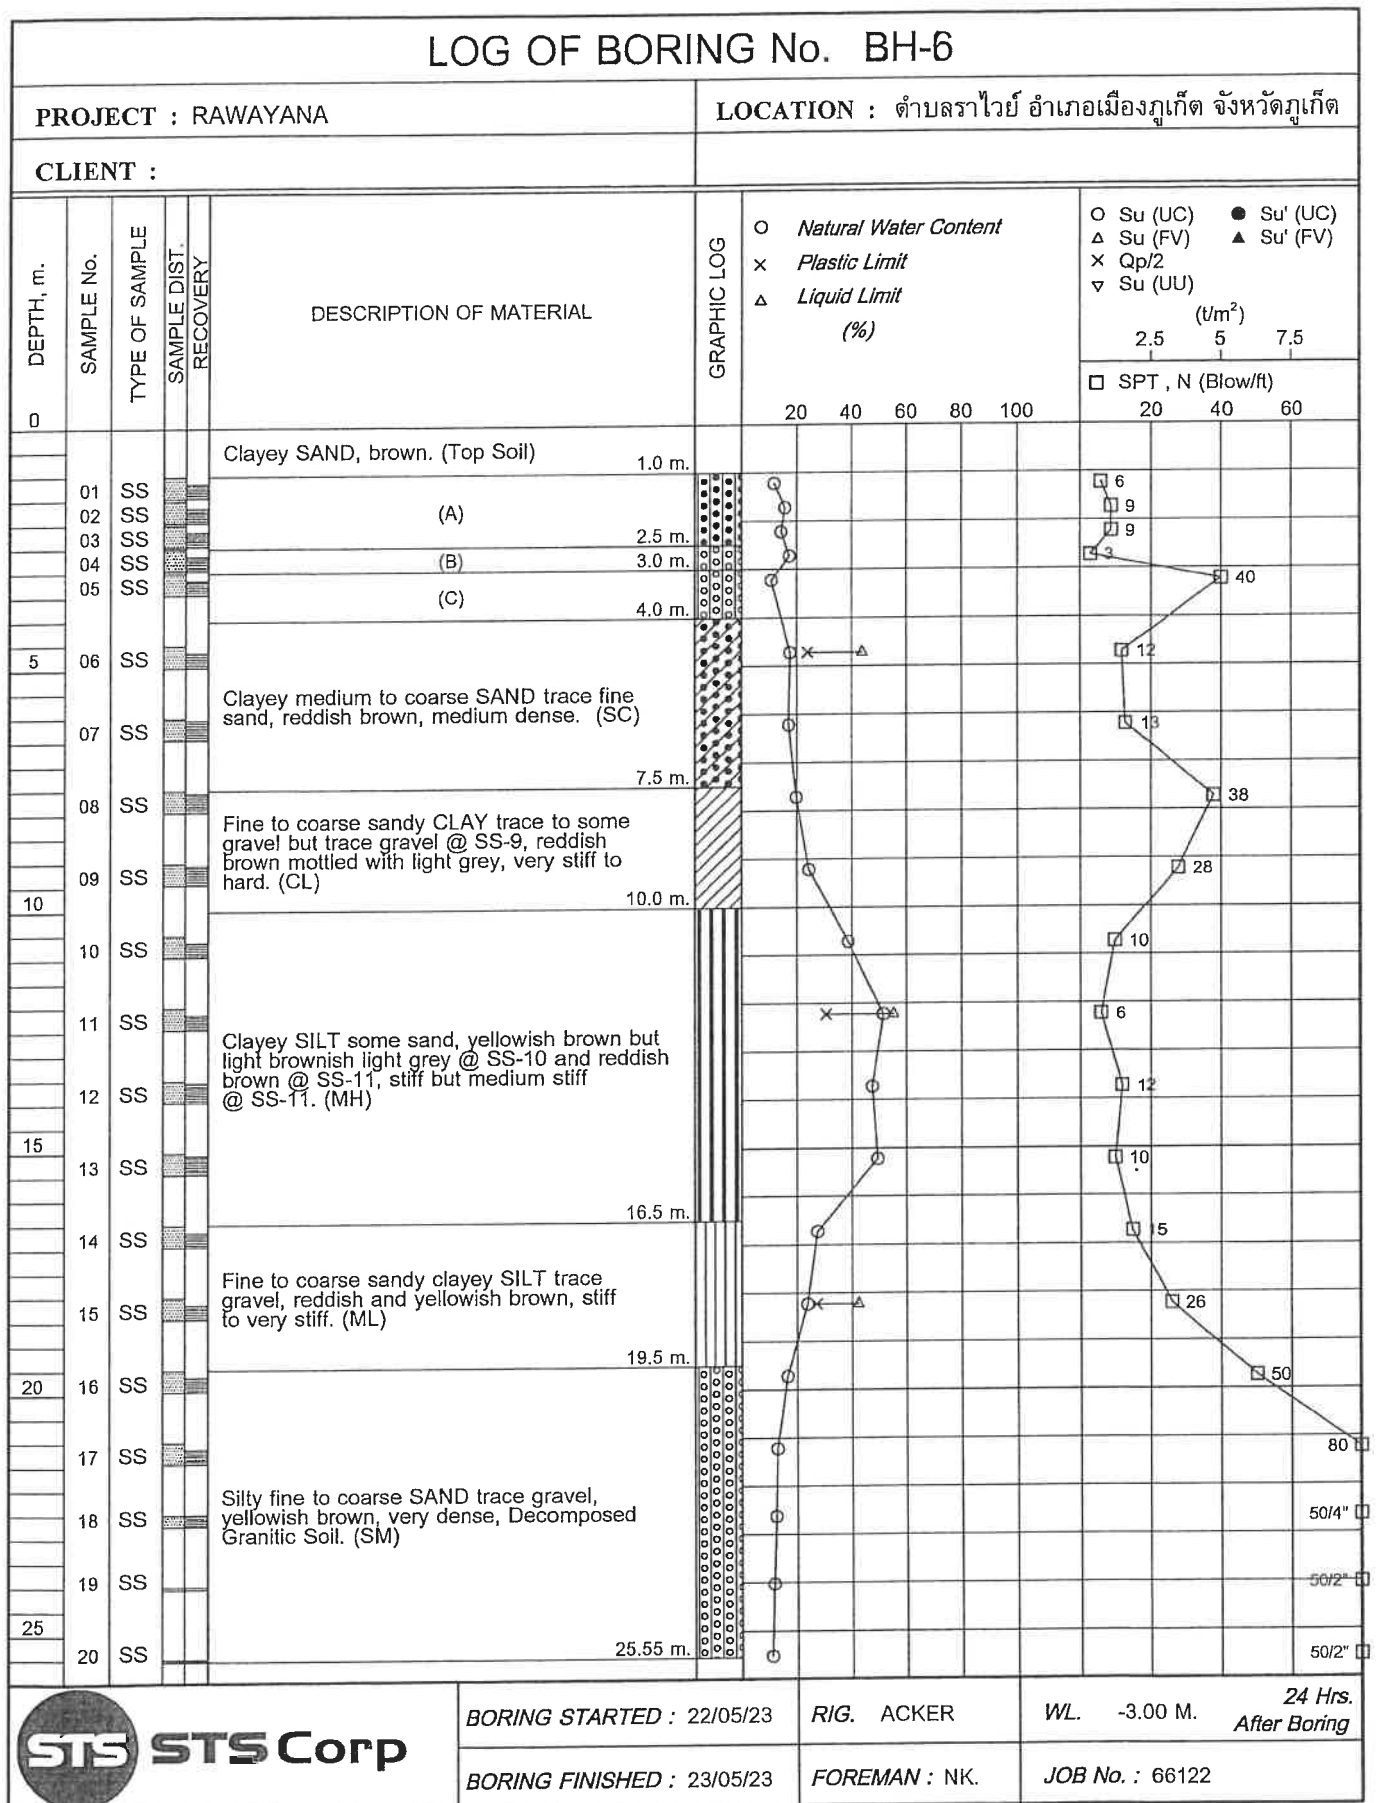 LOG OF BORING No. BH-6
PROJECT : RAWAYANA
LOCATION : ตำบลราไวย์ อำเภอเมืองภูเก็ต จังหวัดภูเก็ต
CLIENT :
DEPTH, m.
SAMPLE No.
TYPE OF SAMPLE
SAMPLE DIST.
RECOVERY
DESCRIPTION OF MATERIAL
GRAPHIC LOG
O Natural Water Content
× Plastic Limit
△ Liquid Limit
(%)
20 40 60 80 100
○ Su (UC) ● Su' (UC)
△ Su (FV) ▲ Su' (FV)
× Qp/2
▽ Su (UU)
(t/m²)
2.5 5 7.5
□ SPT , N (Blow/ft)
20 40 60
0
Clayey SAND, brown. (Top Soil)
1.0 m.
01 SS 6
02 SS (A) 9
03 SS 2.5 m. 9
04 SS (B) 3.0 m. 3
05 SS 40
(C)
4.0 m.
5 06 SS 12
Clayey medium to coarse SAND trace fine
sand, reddish brown, medium dense. (SC)
07 SS 13
7.5 m.
08 SS 38
Fine to coarse sandy CLAY trace to some
gravel but trace gravel @ SS-9, reddish
brown mottled with light grey, very stiff to
hard. (CL)
09 SS 28
10 10.0 m.
10 SS 10
11 SS 6
Clayey SILT some sand, yellowish brown but
light brownish light grey @ SS-10 and reddish
brown @ SS-11, stiff but medium stiff
@ SS-11. (MH)
12 SS 12
15
13 SS 10
16.5 m.
14 SS 15
Fine to coarse sandy clayey SILT trace
gravel, reddish and yellowish brown, stiff
to very stiff. (ML)
15 SS 26
19.5 m.
20 16 SS 50
17 SS 80
Silty fine to coarse SAND trace gravel,
yellowish brown, very dense, Decomposed
Granitic Soil. (SM)
18 SS 50/4"
19 SS 50/2"
25
25.55 m.
20 SS 50/2"
STS STS Corp
BORING STARTED : 22/05/23
RIG. ACKER
WL. -3.00 M.
24 Hrs.
After Boring
BORING FINISHED : 23/05/23
FOREMAN : NK.
JOB No. : 66122